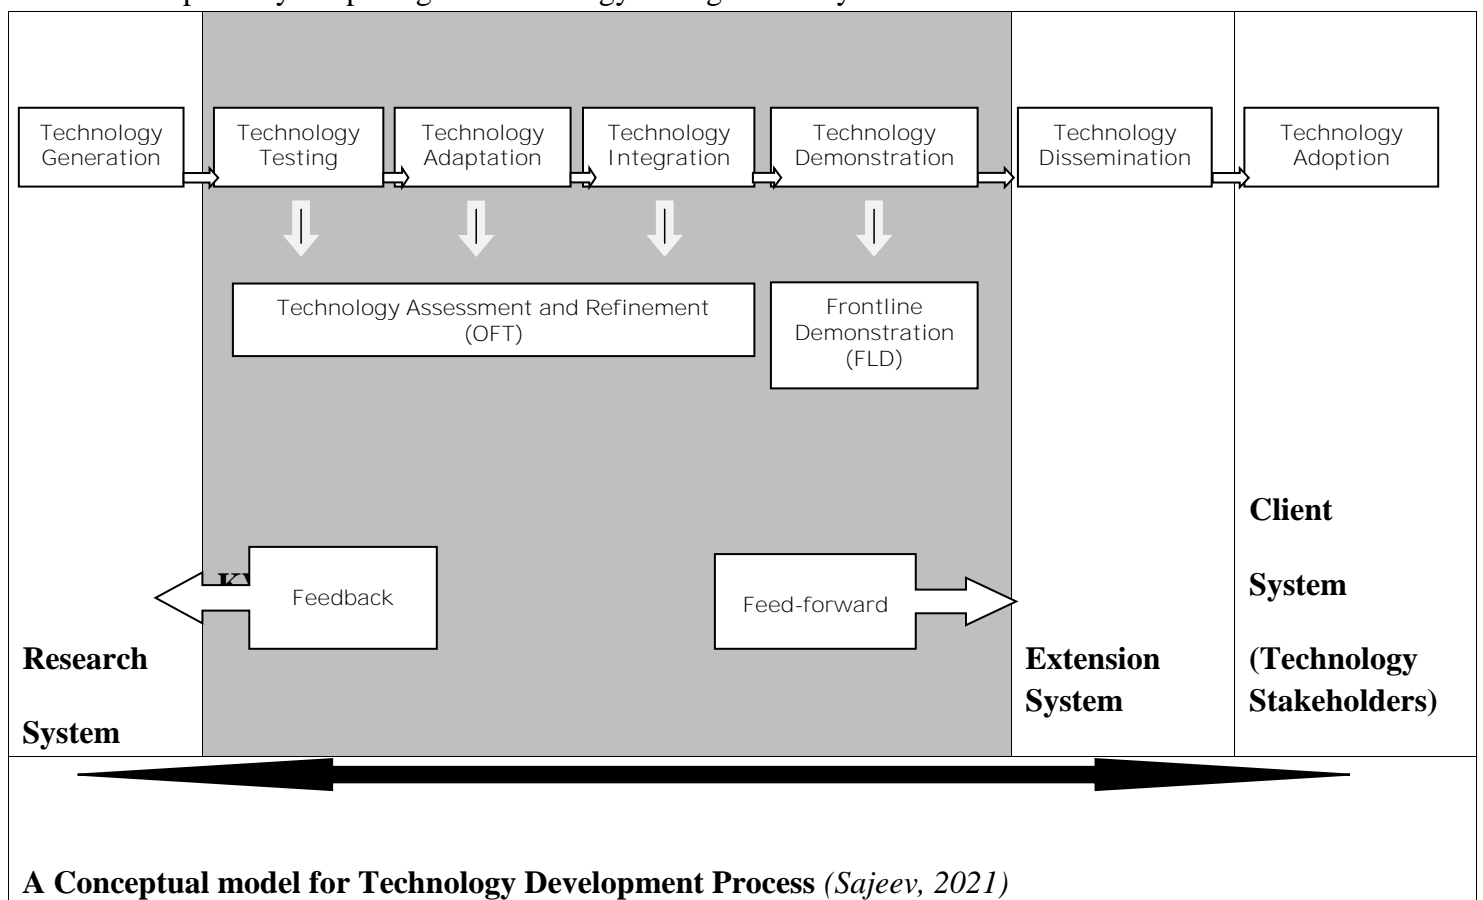 Technology
Generation
Technology
Testing
Technology
Adaptation
Technology
Integration
Technology
Demonstration
Technology
Dissemination
Technology
Adoption
Technology Assessment and Refinement
(OFT)
Frontline
Demonstration
(FLD)
Feedback
Feed-forward
Research
System
Extension
System
Client
System
(Technology
Stakeholders)
A Conceptual model for Technology Development Process (Sajeev, 2021)